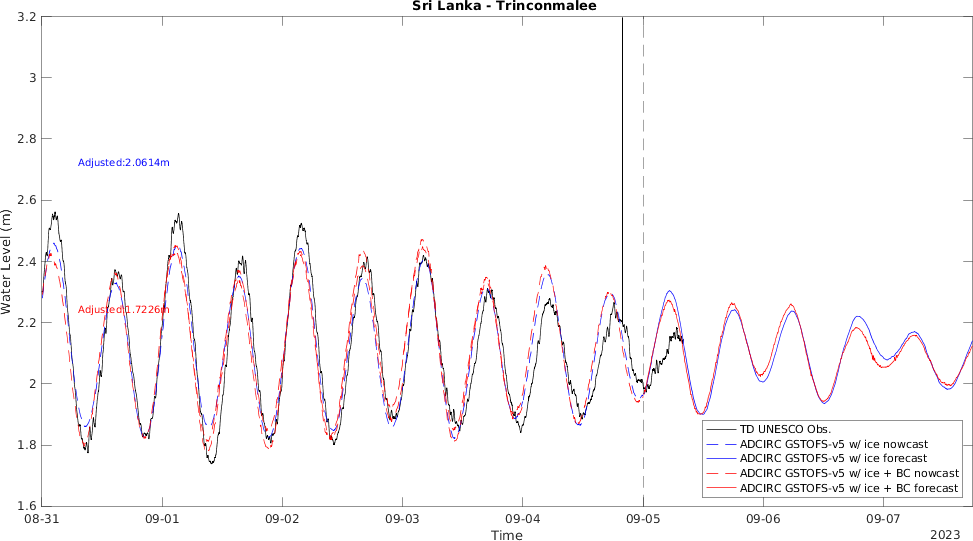 Sri Lanka - Trinconmalee
3.2
3
2.8
2.6
2.4
2.2
2
1.8
1.6
Water Level (m)
Adjusted:2.0614m
Adjusted:1.7226m
TD UNESCO Obs.
ADCIRC GSTOFS-v5 w/ ice nowcast
ADCIRC GSTOFS-v5 w/ ice forecast
ADCIRC GSTOFS-v5 w/ ice + BC nowcast
ADCIRC GSTOFS-v5 w/ ice + BC forecast
08-31 09-01 09-02 09-03 09-04 09-05 09-06 09-07
Time
2023